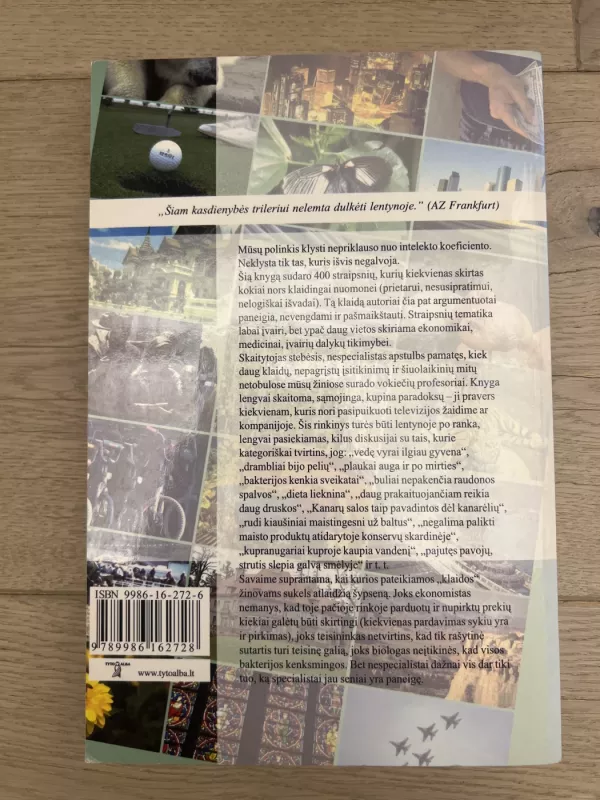 „Šiam kasdienybės trileriui nelemta dulkėti lentynoje.” (AZ Frankfurt)
Mūsų polinkis klysti nepriklauso nuo intelekto koeficiento.
Neklysta tik tas, kuris išvis negalvoja.
Šią knygą sudaro 400 straipsnių, kurių kiekvienas skirtas
kokiai nors klaidingai nuomonei (prietarui, nesusipratimui,
nelogiškai išvadai). Tą klaidą autoriai čia pat argumentuotai
paneigia, nevengdami ir pašmaikštauti. Straipsnių tematika
labai įvairi, bet ypač daug vietos skiriama ekonomikai,
medicinai, įvairių dalykų tikimybei.
Skaitytojas stebėsis, nespecialistas apstulbs pamatęs, kiek
daug klaidų, nepagrįstų įsitikinimų ir šiuolaikinių mitų
netobulose mūsų žiniose surado vokiečių profesoriai. Knyga
lengvai skaitoma, sąmojinga, kupina paradoksų – ji pravers
kiekvienam, kuris nori pasipuikuoti televizijos žaidime ar
kompanijoje. Šis rinkinys turės būti lentynoje po ranka,
lengvai pasiekiamas, kilus diskusijai su tais, kurie
kategoriškai tvirtins, jog: „vedę vyrai ilgiau gyvena“,
„drambliai bijo pelių“, „plaukai auga ir po mirties“,
„bakterijos kenkia sveikatai“, „buliai nepakenčia raudonos
spalvos“, „dieta lieknina“, „daug prakaituojančiam reikia
daug druskos“, „Kanarų salos taip pavadintos dėl kanarėlių“,
„rudi kiaušiniai maistingesni už baltus“, „negalima palikti
maisto produktų atidarytoje konservų skardinėje“,
„kupranugariai kuproje kaupia vandenį“, „pajutęs pavojų,
strutis slepia galvą smėlyje“ ir t. t.
Savaime suprantama, kai kurios pateikiamos „klaidos“
žinovams sukels atlaidžią šypseną. Joks ekonomistas
nemanys, kad toje pačioje rinkoje parduotų ir nupirktų prekių
kiekiai galėtų būti skirtingi (kiekvienas pardavimas sykiu yra
ir pirkimas), joks teisininkas netvirtins, kad tik rašytinė
sutartis turi teisinę galią, joks biologas neįtikinės, kad visos
bakterijos kenksmingos. Bet nespecialistai dažnai vis dar tiki
tuo, ką specialistai jau seniai yra paneigę.
ISBN 9986-16-272-6
9 789986 162728
TYTO ALBA
www.tytoalba.lt